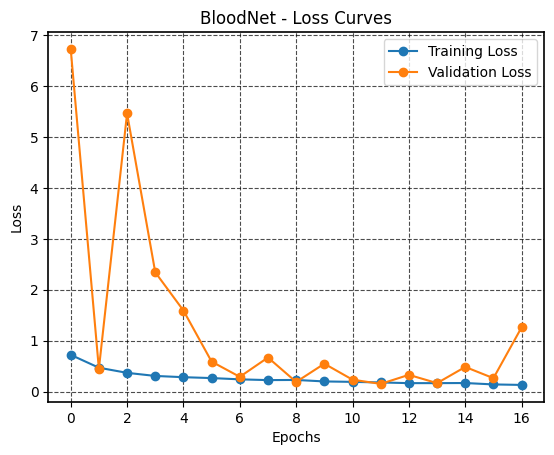 BloodNet - Loss Curves
Training Loss
Validation Loss
7
6
5
4
3
2
1
0
Loss
0 2 4 6 8 10 12 14 16
Epochs